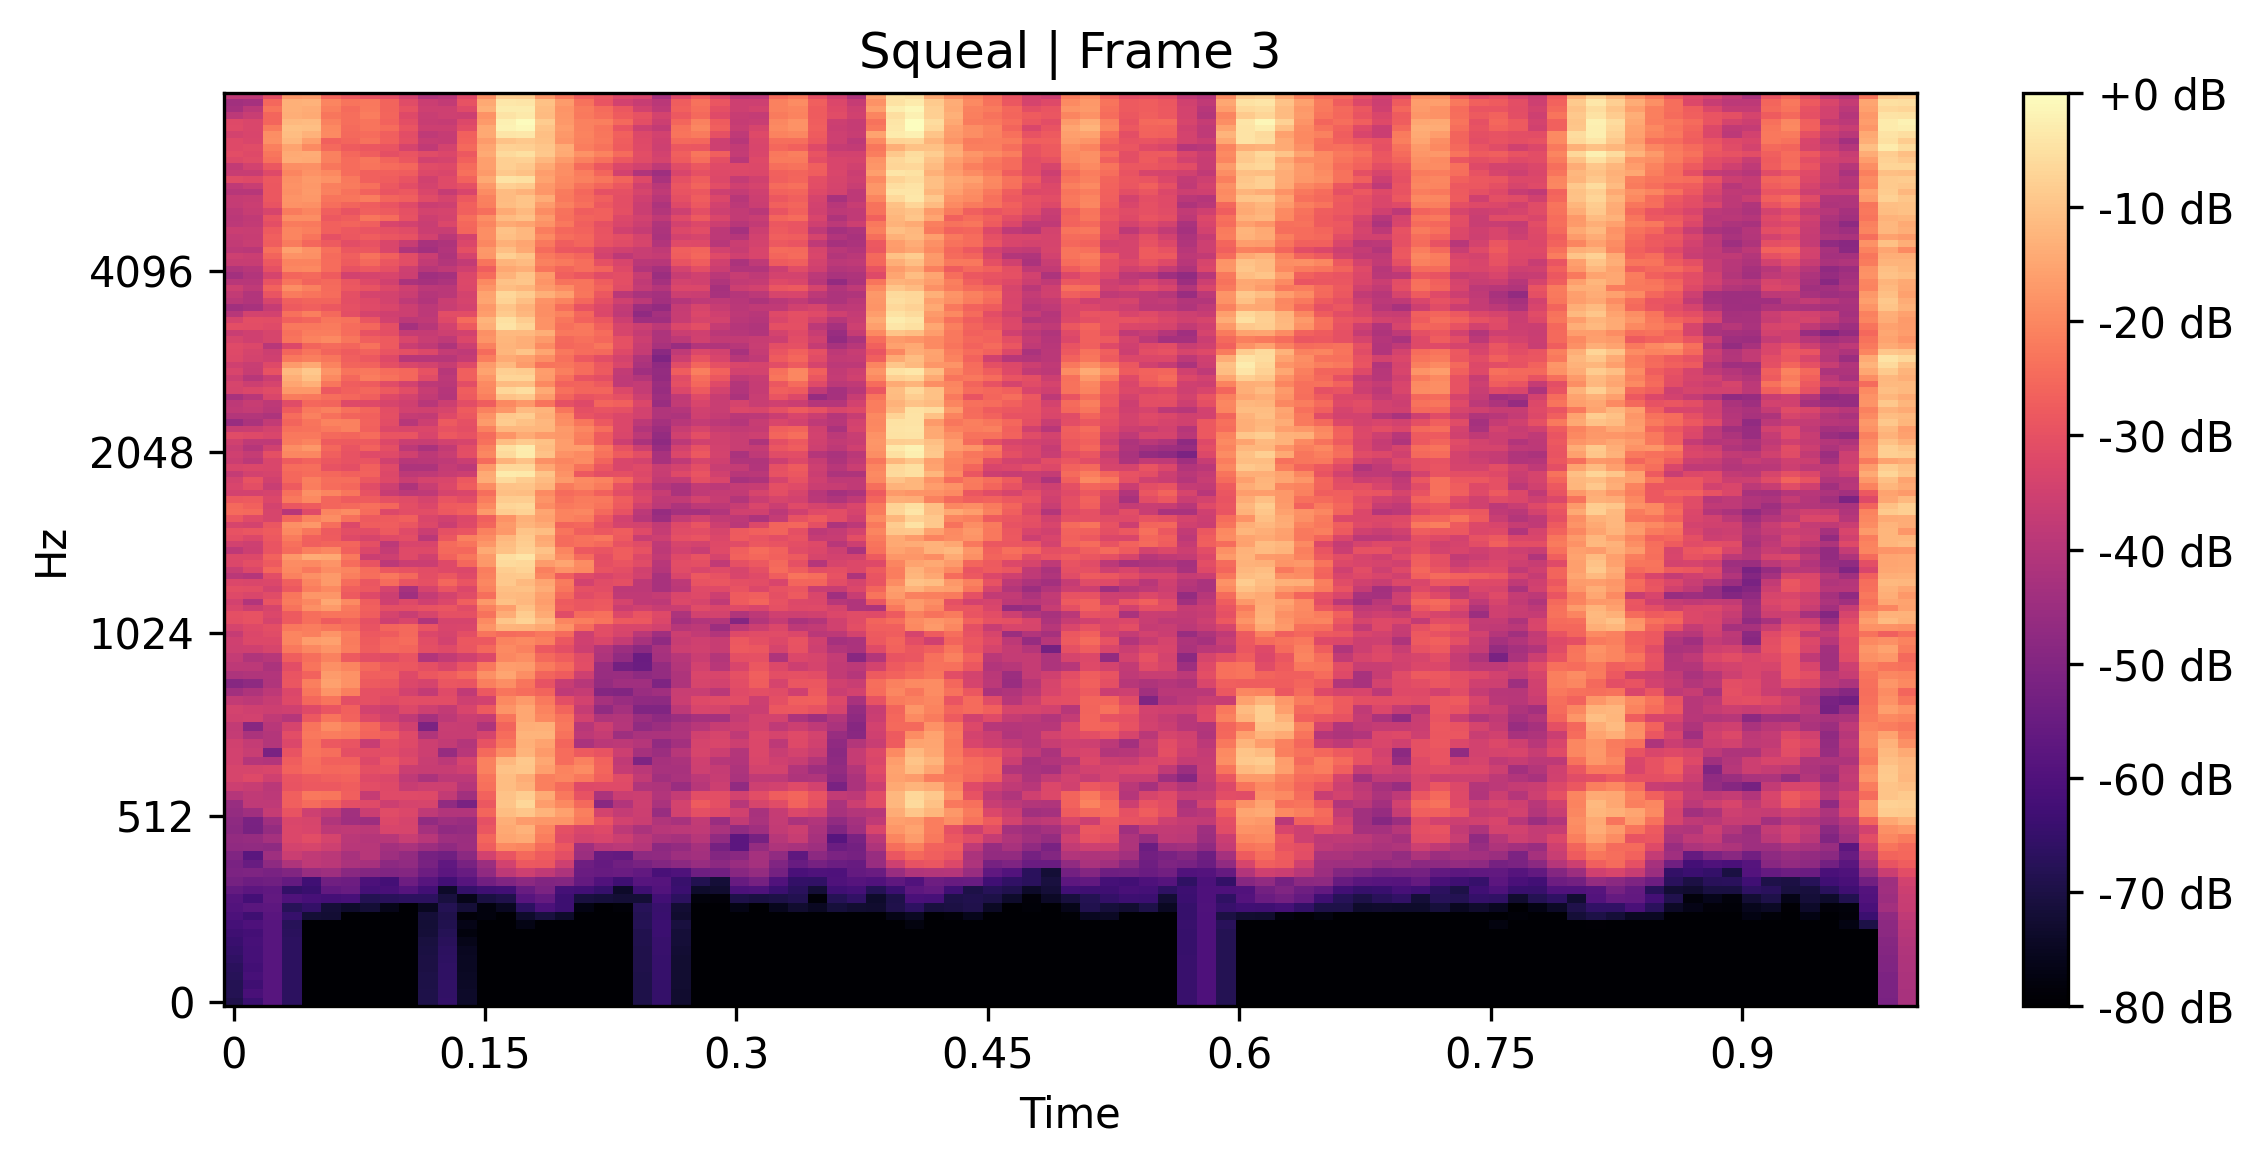 Squeal | Frame 3
+0 dB
-10 dB
-20 dB
-30 dB
-40 dB
-50 dB
-60 dB
-70 dB
-80 dB
Hz
4096
2048
1024
512
0
0 0.15 0.3 0.45 0.6 0.75 0.9
Time